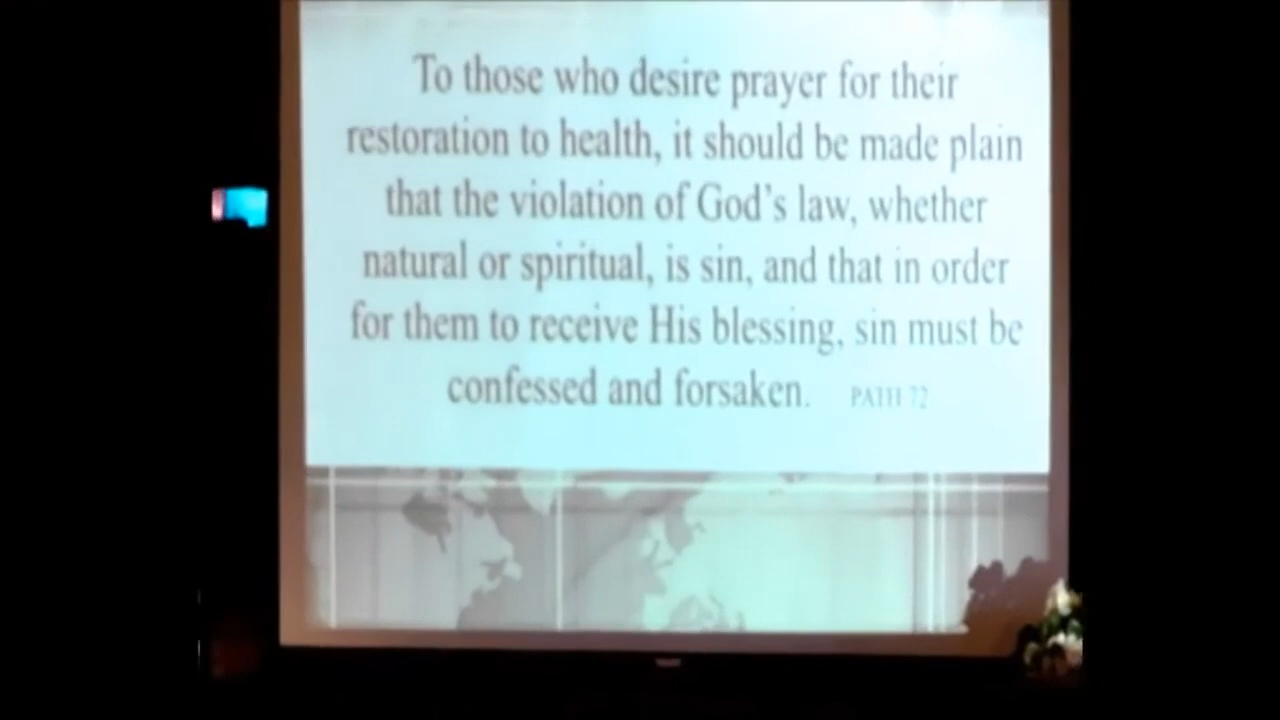 To those who desire prayer for their
restoration to health, it should be made plain
that the violation of God's law, whether
natural or spiritual, is sin, and that in order
for them to receive His blessing, sin must be
confessed and forsaken. PATH 72